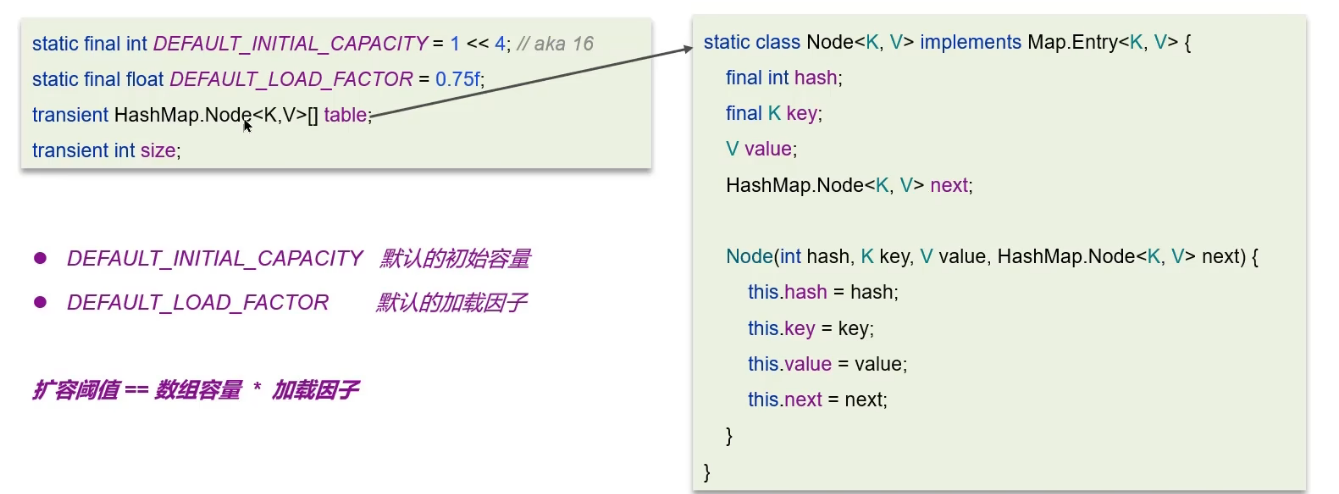 static final int DEFAULT_INITIAL_CAPACITY = 1 << 4; // aka 16
static final float DEFAULT_LOAD_FACTOR = 0.75f;
transient HashMap.Node<K,V>[] table;
transient int size;
DEFAULT_INITIAL_CAPACITY 默认的初始容量
DEFAULT_LOAD_FACTOR 默认的加载因子
扩容阈值 == 数组容量 * 加载因子
static class Node<K, V> implements Map.Entry<K, V> {
final int hash;
final K key;
V value;
HashMap.Node<K, V> next;
Node(int hash, K key, V value, HashMap.Node<K, V> next) {
this.hash = hash;
this.key = key;
this.value = value;
this.next = next;
}
}